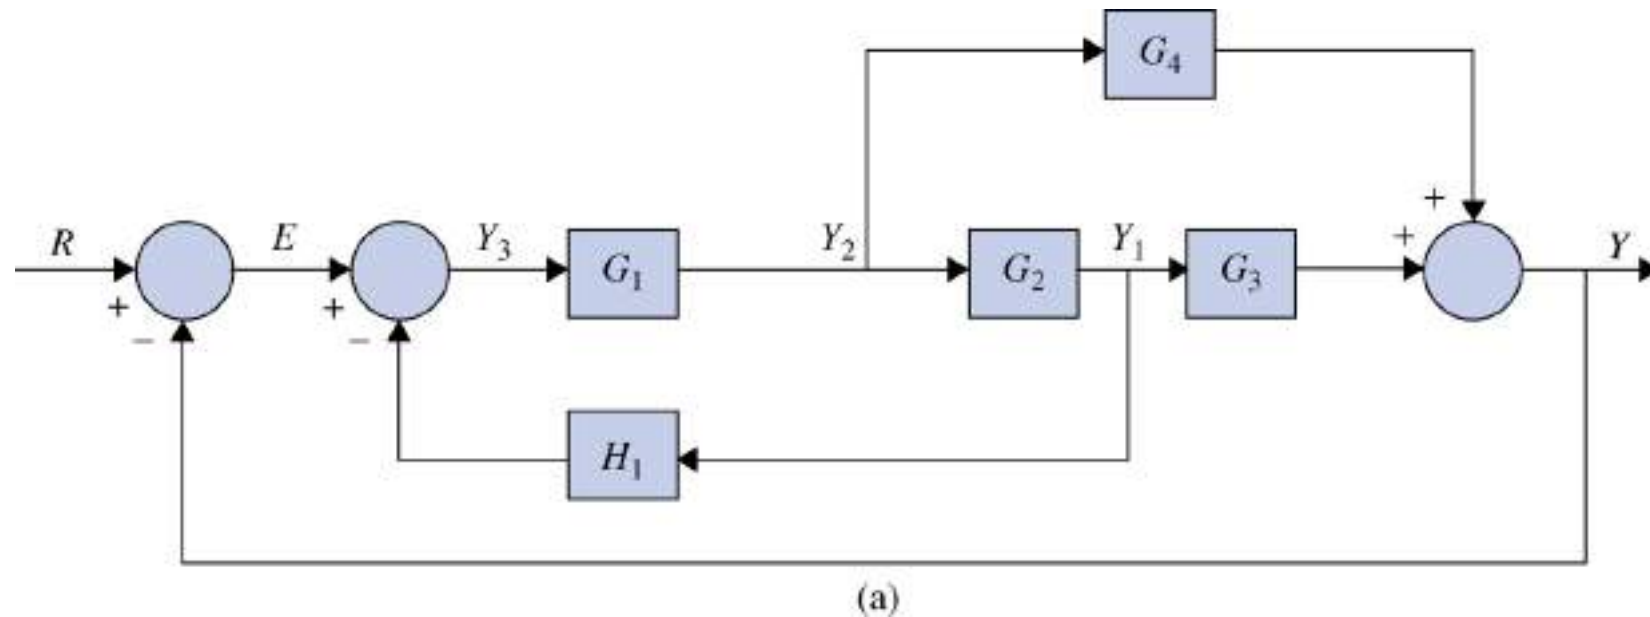 G4
+
R E Y3 G1 Y2 G2 Y1 G3 + Y
+ +
− −
H1
(a)